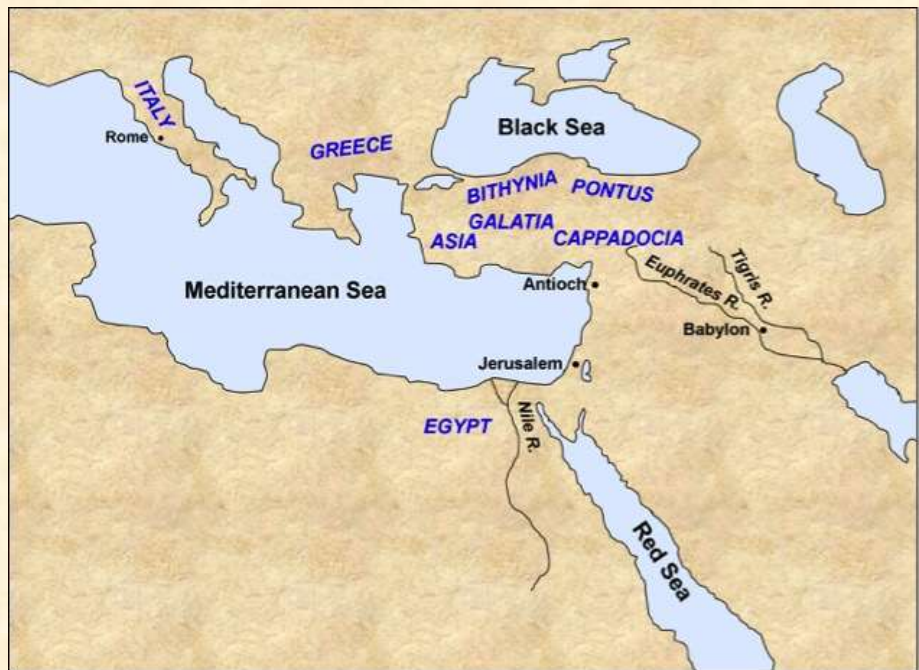 ITALY
Rome
GREECE
Black Sea
BITHYNIA
PONTUS
GALATIA
ASIA
CAPPADOCIA
Mediterranean Sea
Antioch
Euphrates R.
Tigris R.
Babylon
Jerusalem
EGYPT
Nile R.
Red Sea